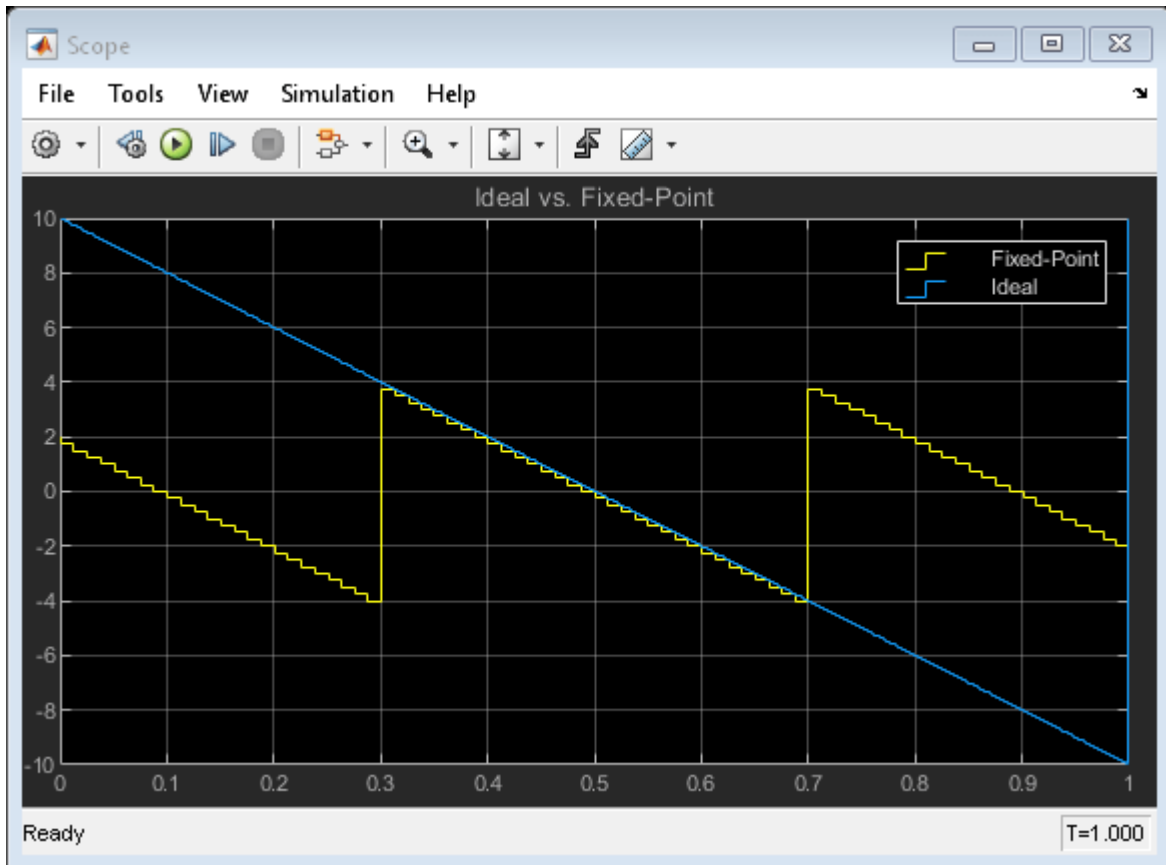 Scope
File Tools View Simulation Help
Ideal vs. Fixed-Point
10
8
6
4
2
0
-2
-4
-6
-8
-10
Fixed-Point
Ideal
0 0.1 0.2 0.3 0.4 0.5 0.6 0.7 0.8 0.9 1
Ready T=1.000